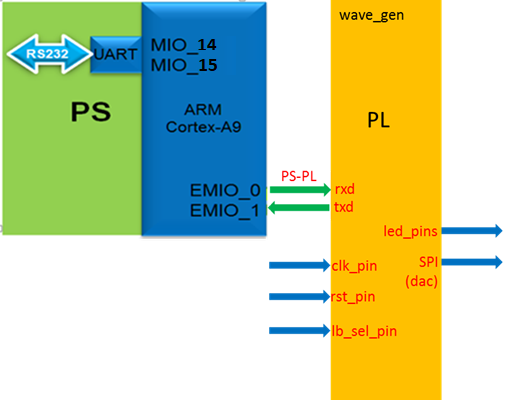 wave_gen
RS232
UART
MIO_14
MIO_15
PS
ARM
Cortex-A9
PL
EMIO_0
EMIO_1
PS-PL
rxd
txd
led_pins
clk_pin
SPI
(dac)
rst_pin
lb_sel_pin